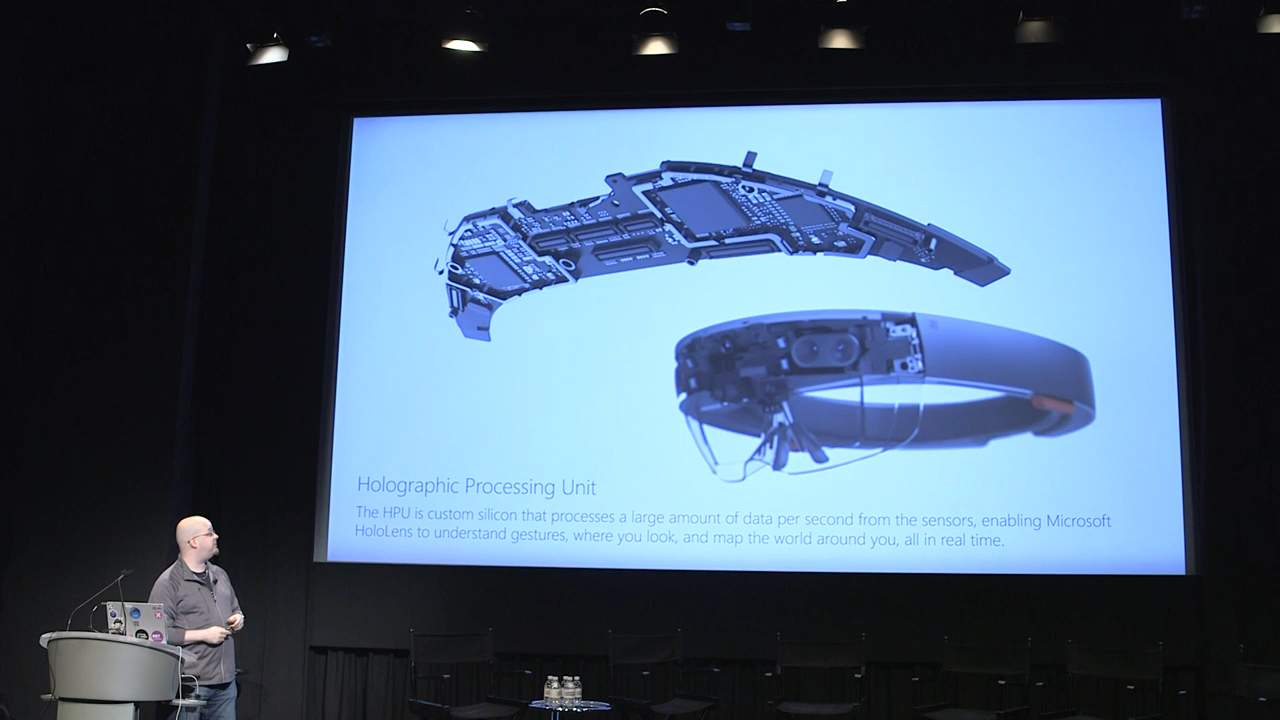 Holographic Processing Unit
The HPU is custom silicon that processes a large amount of data per second from the sensors, enabling Microsoft
HoloLens to understand gestures, where you look, and map the world around you, all in real time.